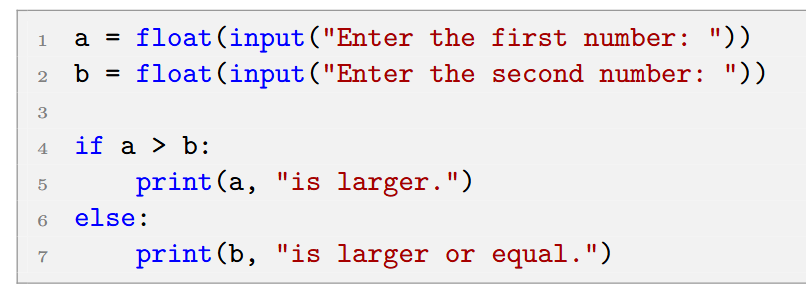 1 a = float(input("Enter the first number: "))
2 b = float(input("Enter the second number: "))
3
4 if a > b:
5     print(a, "is larger.")
6 else:
7     print(b, "is larger or equal.")